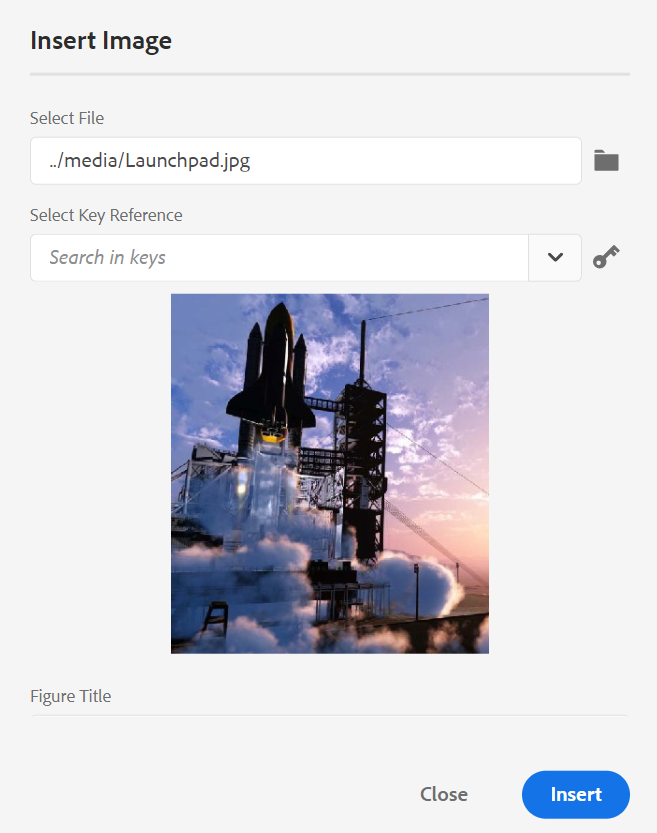 Insert Image
Select File
../media/Launchpad.jpg
Select Key Reference
Search in keys
Figure Title
Close
Insert